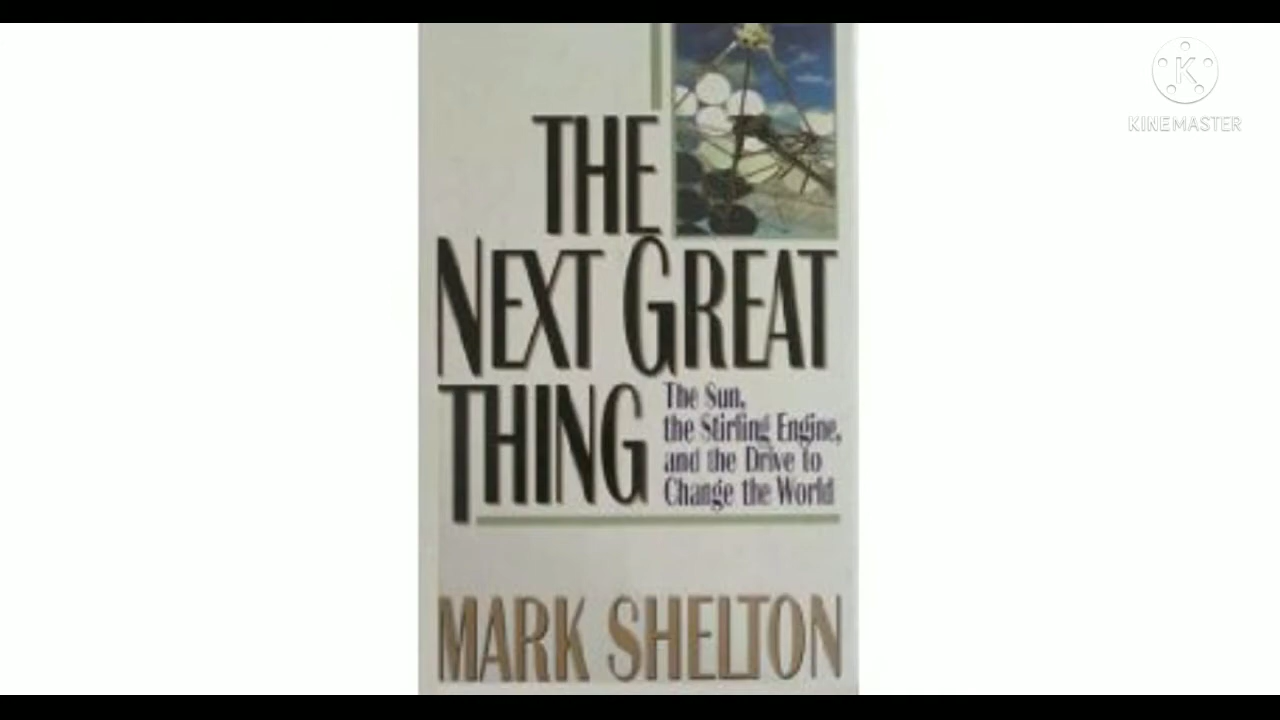 THE
NEXT GREAT
THING
The Sun,
the Stirling Engine,
and the Drive to
Change the World
MARK SHELTON
K
KINEMASTER